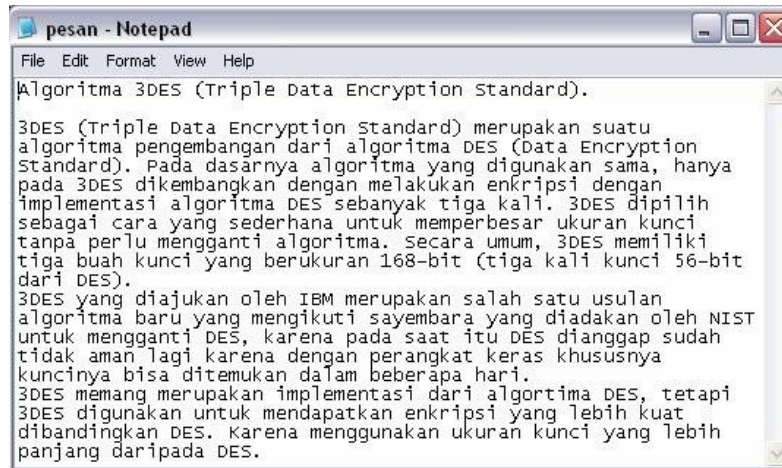 pesan - Notepad
File Edit Format View Help
Algoritma 3DES (Triple Data Encryption Standard).
3DES (Triple Data Encryption Standard) merupakan suatu
algoritma pengembangan dari algoritma DES (Data Encryption
Standard). Pada dasarnya algoritma yang digunakan sama, hanya
pada 3DES dikembangkan dengan melakukan enkripsi dengan
implementasi algoritma DES sebanyak tiga kali. 3DES dipilih
sebagai cara yang sederhana untuk memperbesar ukuran kunci
tanpa perlu mengganti algoritma. Secara umum, 3DES memiliki
tiga buah kunci yang berukuran 168-bit (tiga kali kunci 56-bit
dari DES).
3DES yang diajukan oleh IBM merupakan salah satu usulan
algoritma baru yang mengikuti sayembara yang diadakan oleh NIST
untuk mengganti DES, karena pada saat itu DES dianggap sudah
tidak aman lagi karena dengan perangkat keras khususnya
kuncinya bisa ditemukan dalam beberapa hari.
3DES memang merupakan implementasi dari algortima DES, tetapi
3DES digunakan untuk mendapatkan enkripsi yang lebih kuat
dibandingkan DES. Karena menggunakan ukuran kunci yang lebih
panjang daripada DES.